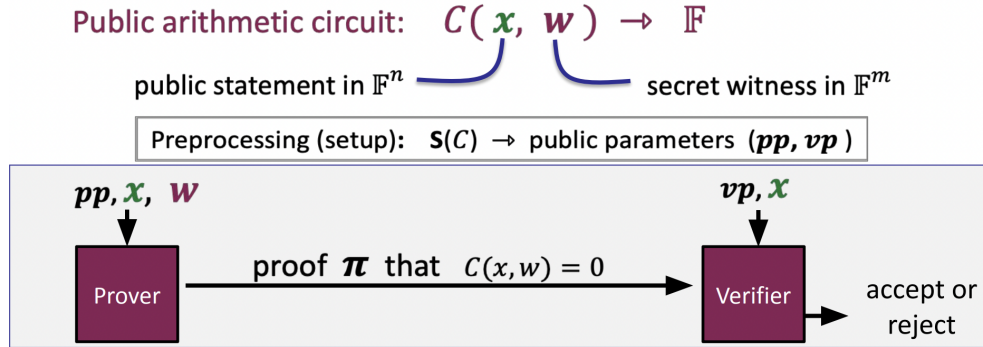 Public arithmetic circuit: C( x, w ) → 𝔽
public statement in 𝔽ⁿ secret witness in 𝔽ᵐ
Preprocessing (setup): S(C) → public parameters (pp, vp )
pp, x, w vp, x
proof π that C(x, w) = 0
Prover Verifier
accept or
reject